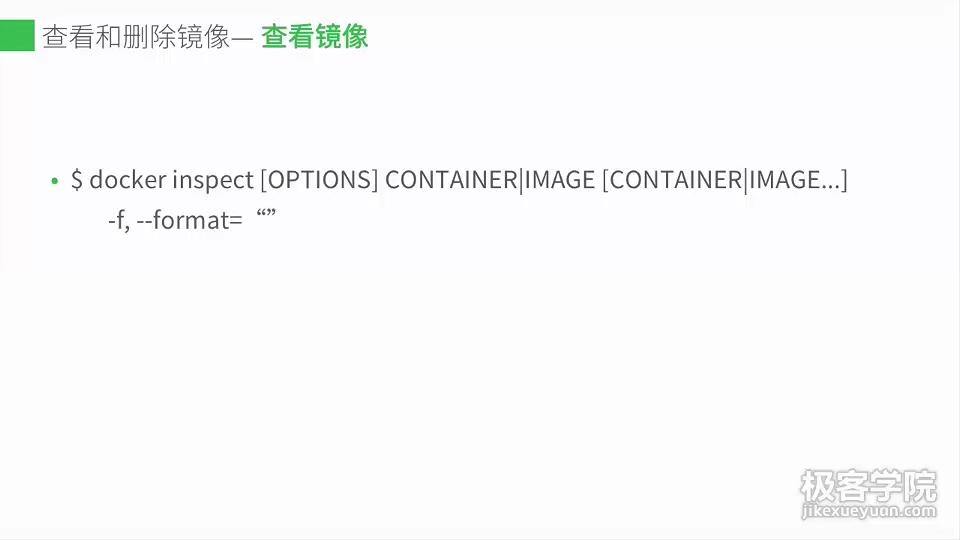 查看和删除镜像— 查看镜像
• $ docker inspect [OPTIONS] CONTAINER|IMAGE [CONTAINER|IMAGE...]
-f, --format= “”
极客学院
jikexueyuan.com